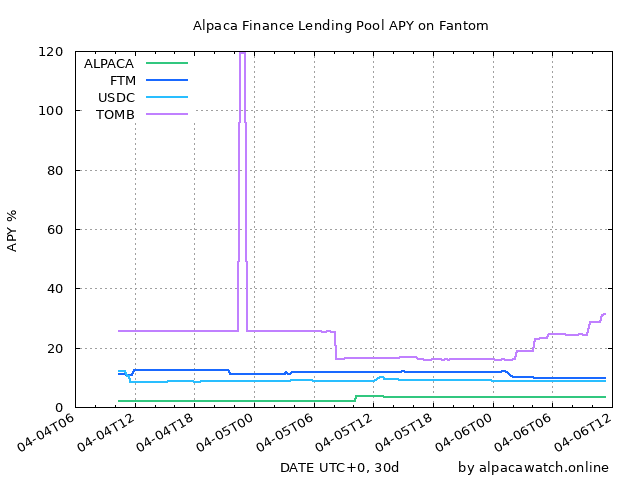 Alpaca Finance Lending Pool APY on Fantom
120
100
80
60
40
20
0
APY %
ALPACA
FTM
USDC
TOMB
04-04T06
04-04T12
04-04T18
04-05T00
04-05T06
04-05T12
04-05T18
04-06T00
04-06T06
04-06T12
DATE UTC+0, 30d
by alpacawatch.online